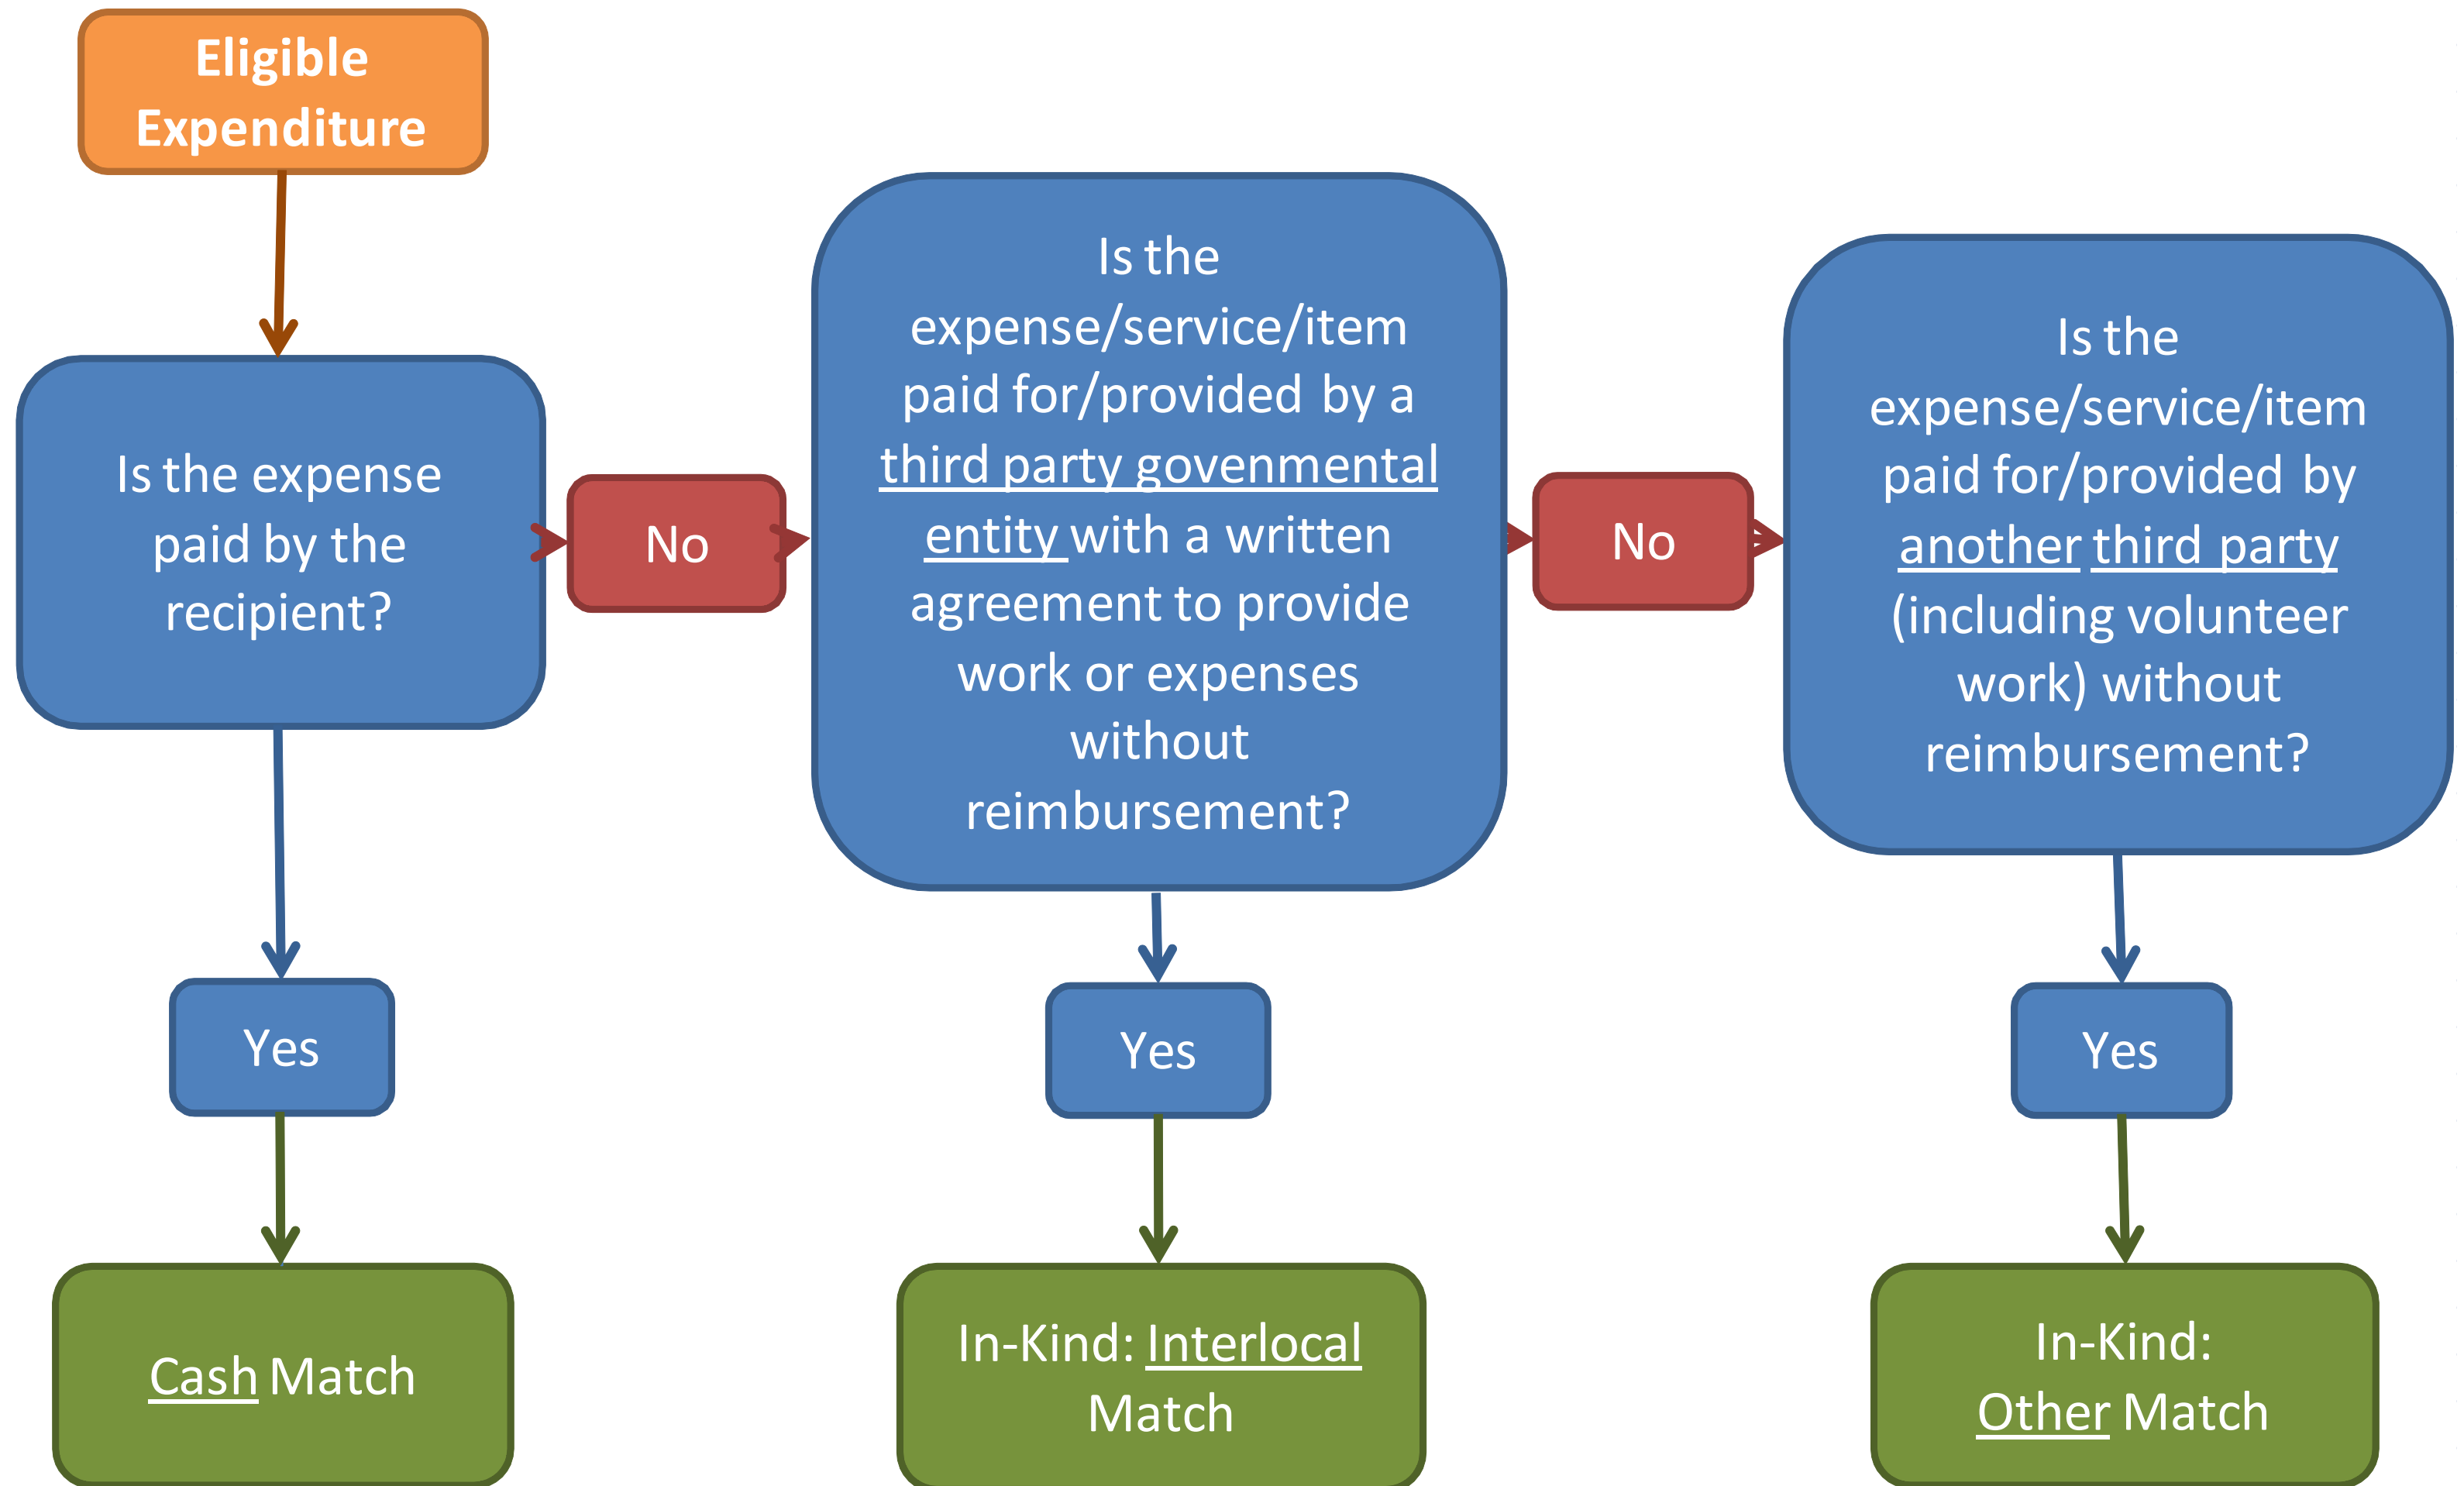 Eligible
Expenditure
Is the expense
paid by the
recipient?
No
Is the
expense/service/item
paid for/provided by a
third party govenmental
entity with a written
agreement to provide
work or expenses
without
reimbursement?
No
Is the
expense/service/item
paid for/provided by
another third party
(including volunteer
work) without
reimbursement?
Yes
Yes
Yes
Cash Match
In-Kind: Interlocal
Match
In-Kind:
Other Match